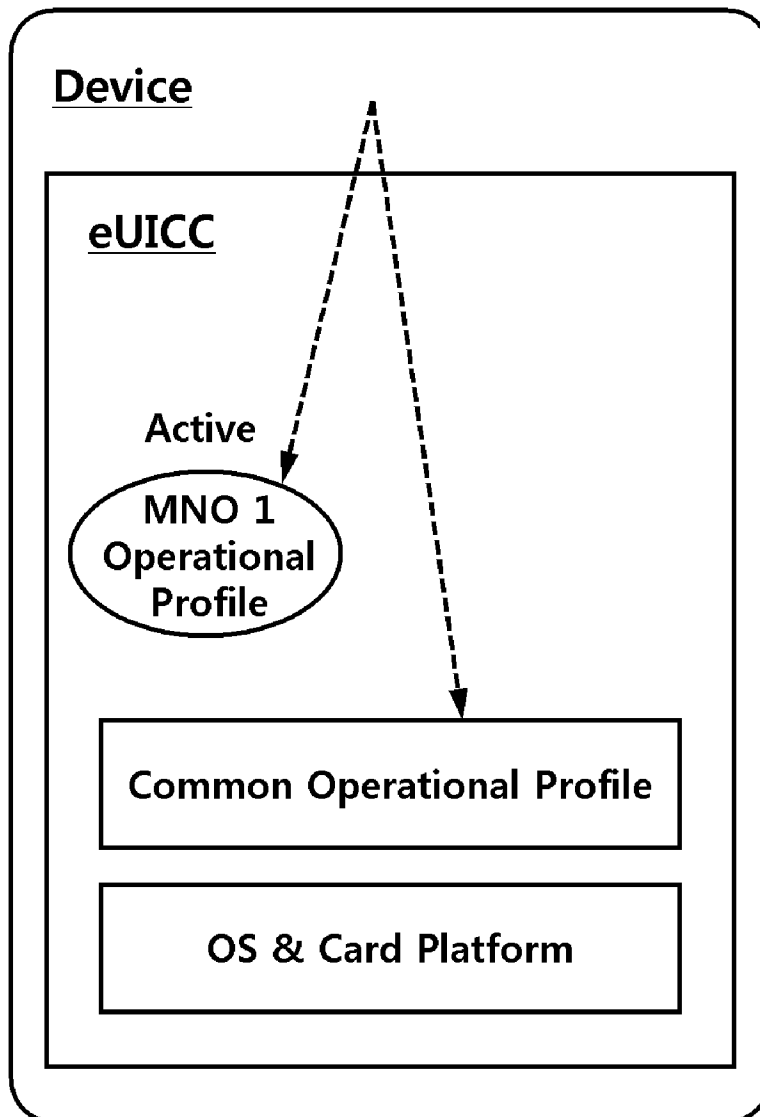 Device
eUICC
Active
MNO 1
Operational
Profile
Common Operational Profile
OS & Card Platform